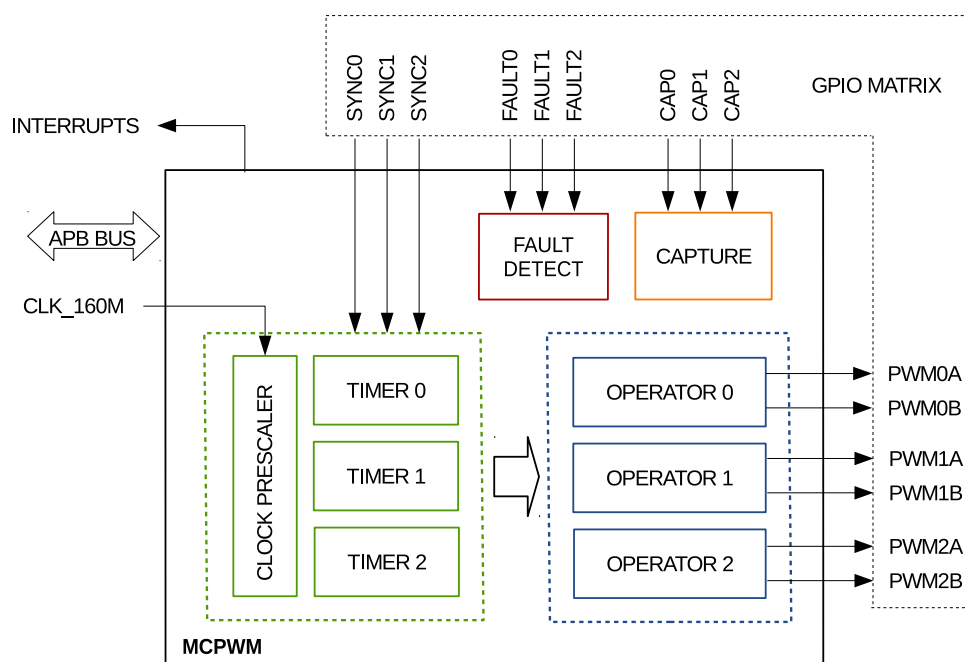 SYNC0
SYNC1
SYNC2
FAULT0
FAULT1
FAULT2
CAP0
CAP1
CAP2
GPIO MATRIX
INTERRUPTS
APB BUS
FAULT
DETECT
CAPTURE
CLK_160M
CLOCK PRESCALER
TIMER 0
TIMER 1
TIMER 2
OPERATOR 0
OPERATOR 1
OPERATOR 2
PWM0A
PWM0B
PWM1A
PWM1B
PWM2A
PWM2B
MCPWM